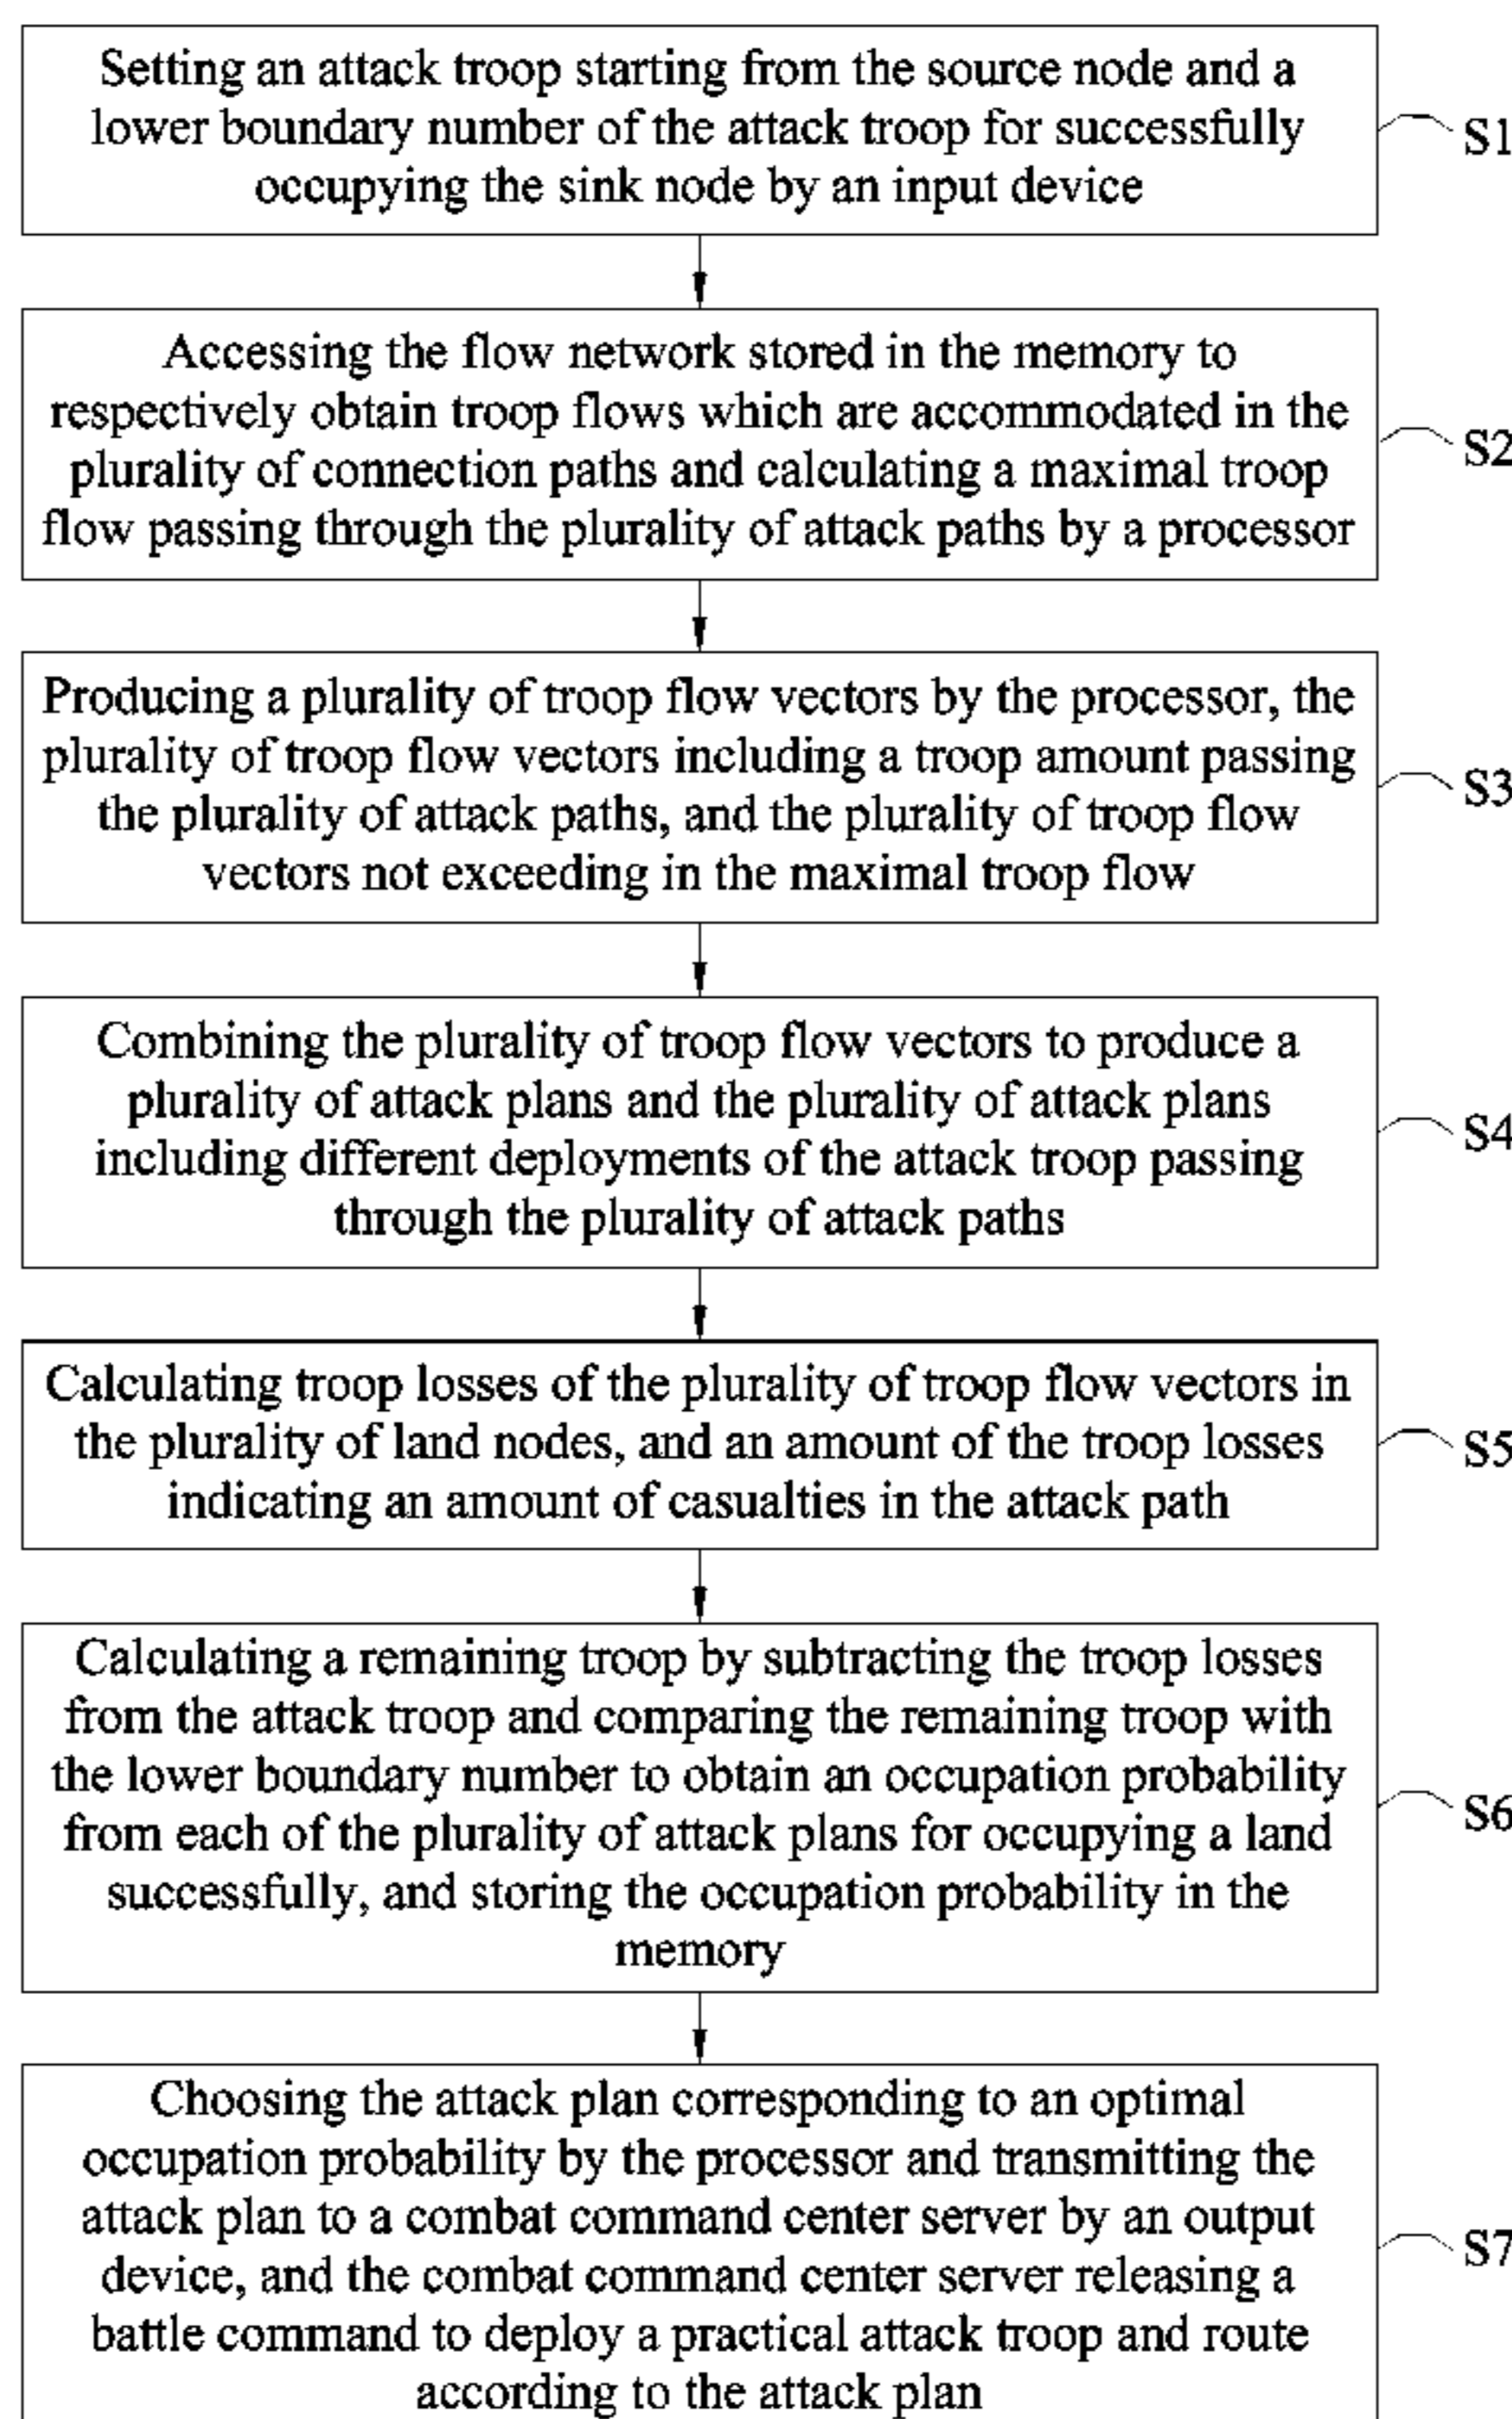 Setting an attack troop starting from the source node and a
lower boundary number of the attack troop for successfully
occupying the sink node by an input device
S1
Accessing the flow network stored in the memory to
respectively obtain troop flows which are accommodated in the
plurality of connection paths and calculating a maximal troop
flow passing through the plurality of attack paths by a processor
S2
Producing a plurality of troop flow vectors by the processor, the
plurality of troop flow vectors including a troop amount passing
the plurality of attack paths, and the plurality of troop flow
vectors not exceeding in the maximal troop flow
S3
Combining the plurality of troop flow vectors to produce a
plurality of attack plans and the plurality of attack plans
including different deployments of the attack troop passing
through the plurality of attack paths
S4
Calculating troop losses of the plurality of troop flow vectors in
the plurality of land nodes, and an amount of the troop losses
indicating an amount of casualties in the attack path
S5
Calculating a remaining troop by subtracting the troop losses
from the attack troop and comparing the remaining troop with
the lower boundary number to obtain an occupation probability
from each of the plurality of attack plans for occupying a land
successfully, and storing the occupation probability in the
memory
S6
Choosing the attack plan corresponding to an optimal
occupation probability by the processor and transmitting the
attack plan to a combat command center server by an output
device, and the combat command center server releasing a
battle command to deploy a practical attack troop and route
according to the attack plan
S7